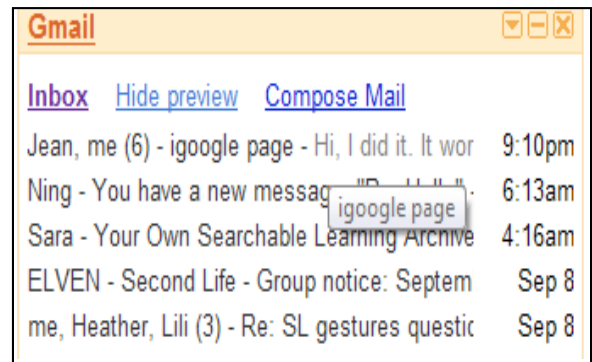 Gmail
Inbox Hide preview Compose Mail
Jean, me (6) - igoogle page - Hi, I did it. It wor 9:10pm
Ning - You have a new messag 6:13am
igoogle page
Sara - Your Own Searchable Learning Archive 4:16am
ELVEN - Second Life - Group notice: Septem Sep 8
me, Heather, Lili (3) - Re: SL gestures questic Sep 8